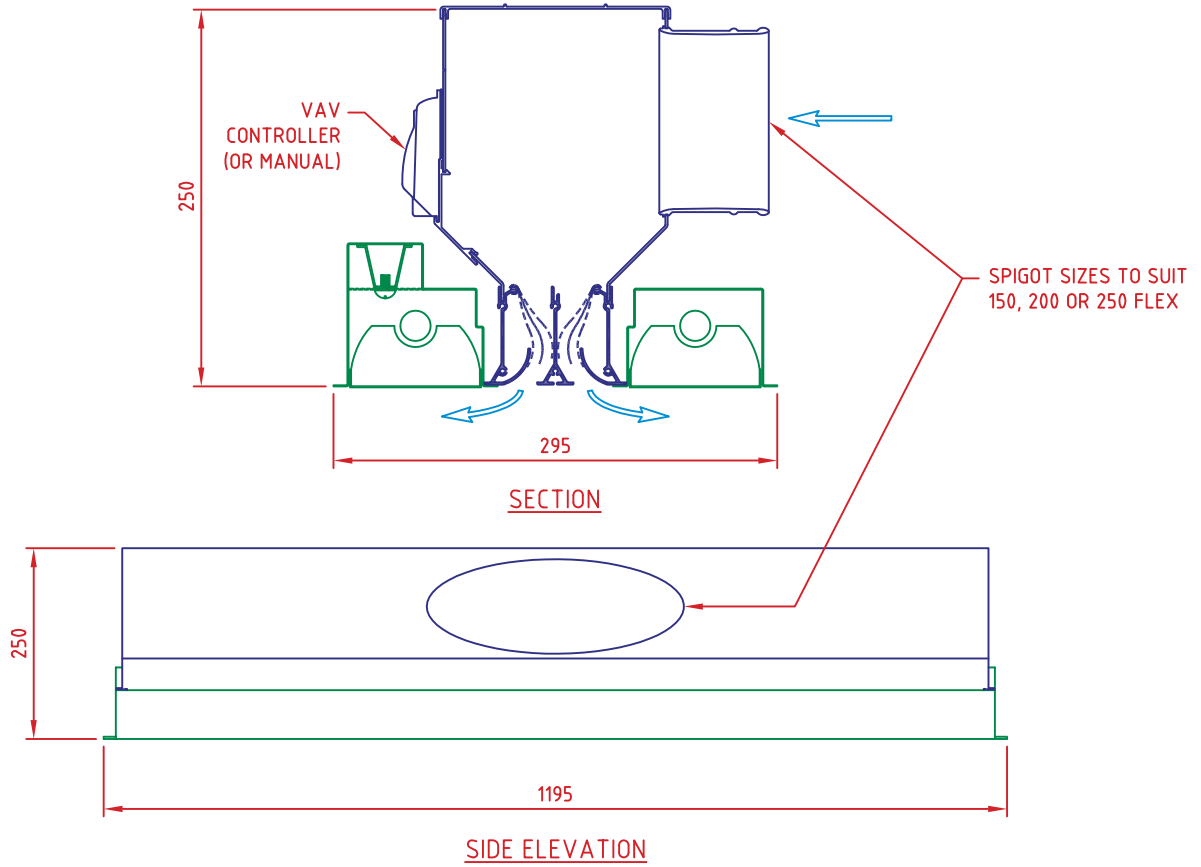 VAV
CONTROLLER
(OR MANUAL)
250
SPIGOT SIZES TO SUIT
150, 200 OR 250 FLEX
295
SECTION
250
1195
SIDE ELEVATION